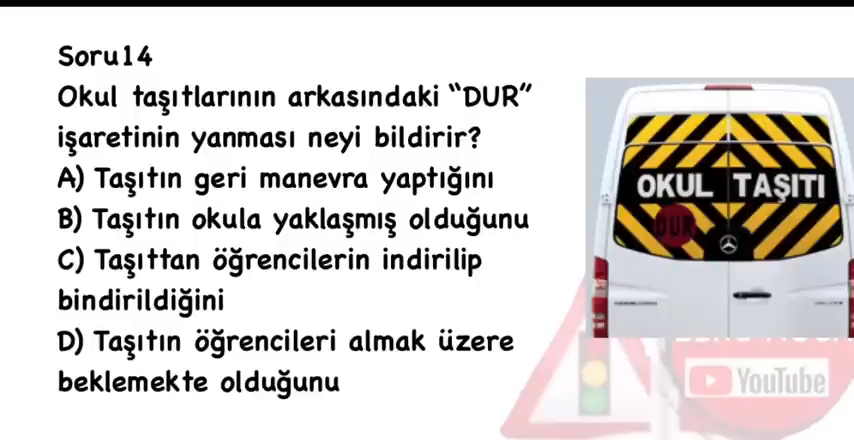 Soru14
Okul taşıtlarının arkasındaki “DUR”
işaretinin yanması neyi bildirir?
A) Taşıtın geri manevra yaptığını
B) Taşıtın okula yaklaşmış olduğunu
C) Taşıttan öğrencilerin indirilip
bindirildiğini
D) Taşıtın öğrencileri almak üzere
beklemekte olduğunu
OKUL TAŞITI
DUR
YouTube